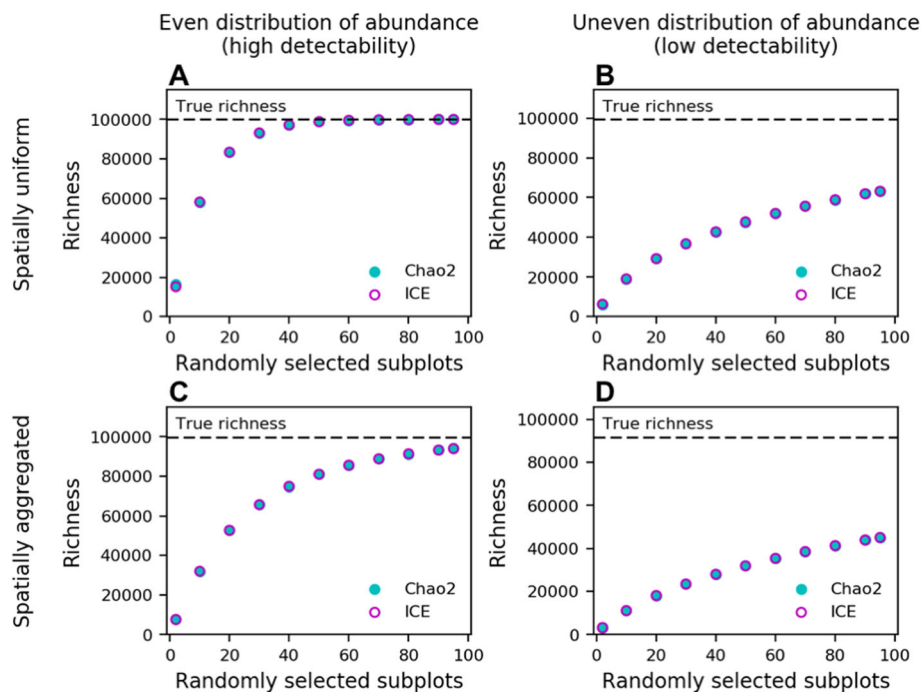 Even distribution of abundance
(high detectability)
Uneven distribution of abundance
(low detectability)
Spatially uniform
A
True richness
Richness
100000
80000
60000
40000
20000
0
Chao2
ICE
0 20 40 60 80 100
Randomly selected subplots
B
True richness
Richness
100000
80000
60000
40000
20000
0
Chao2
ICE
0 20 40 60 80 100
Randomly selected subplots
Spatially aggregated
C
True richness
Richness
100000
80000
60000
40000
20000
0
Chao2
ICE
0 20 40 60 80 100
Randomly selected subplots
D
True richness
Richness
100000
80000
60000
40000
20000
0
Chao2
ICE
0 20 40 60 80 100
Randomly selected subplots